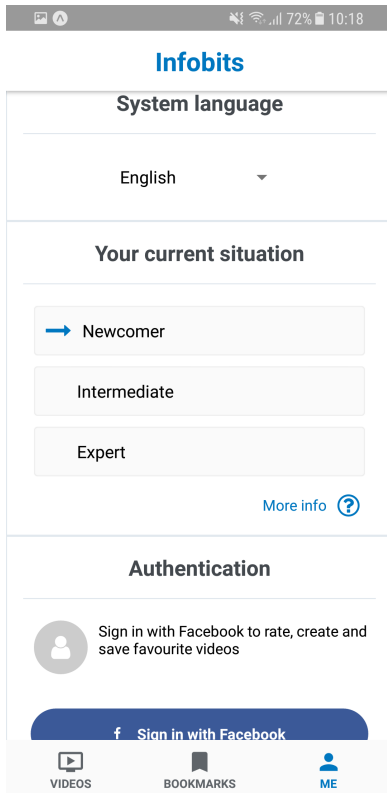 72% 10:18
Infobits
System language
English
Your current situation
Newcomer
Intermediate
Expert
More info ?
Authentication
Sign in with Facebook to rate, create and
save favourite videos
f Sign in with Facebook
VIDEOS BOOKMARKS ME